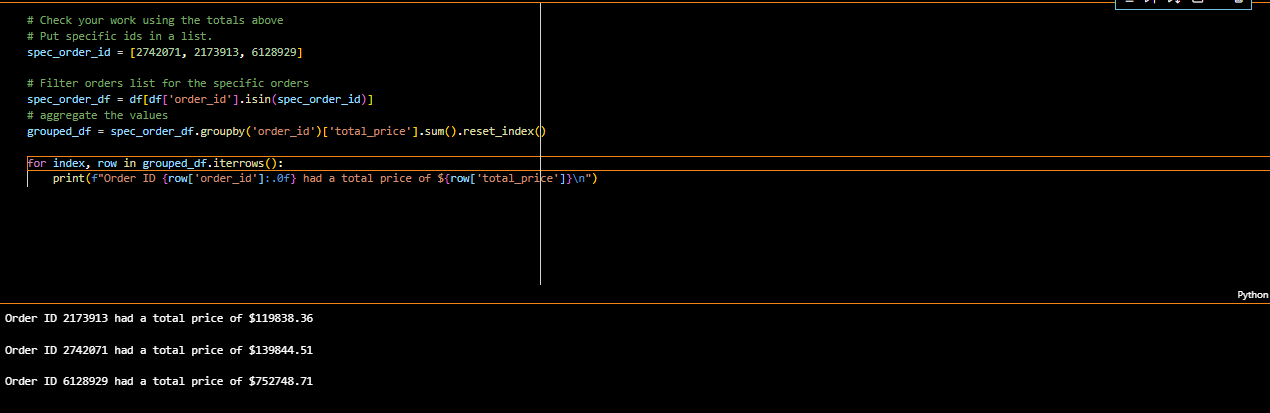 # Check your work using the totals above
# Put specific ids in a list.
spec_order_id = [2742071, 2173913, 6128929]

# Filter orders list for the specific orders
spec_order_df = df[df['order_id'].isin(spec_order_id)]
# aggregate the values
grouped_df = spec_order_df.groupby('order_id')['total_price'].sum().reset_index()

for index, row in grouped_df.iterrows():
    print(f"Order ID {row['order_id']:.0f} had a total price of ${row['total_price']}\n")
Python
Order ID 2173913 had a total price of $119838.36

Order ID 2742071 had a total price of $139844.51

Order ID 6128929 had a total price of $752748.71